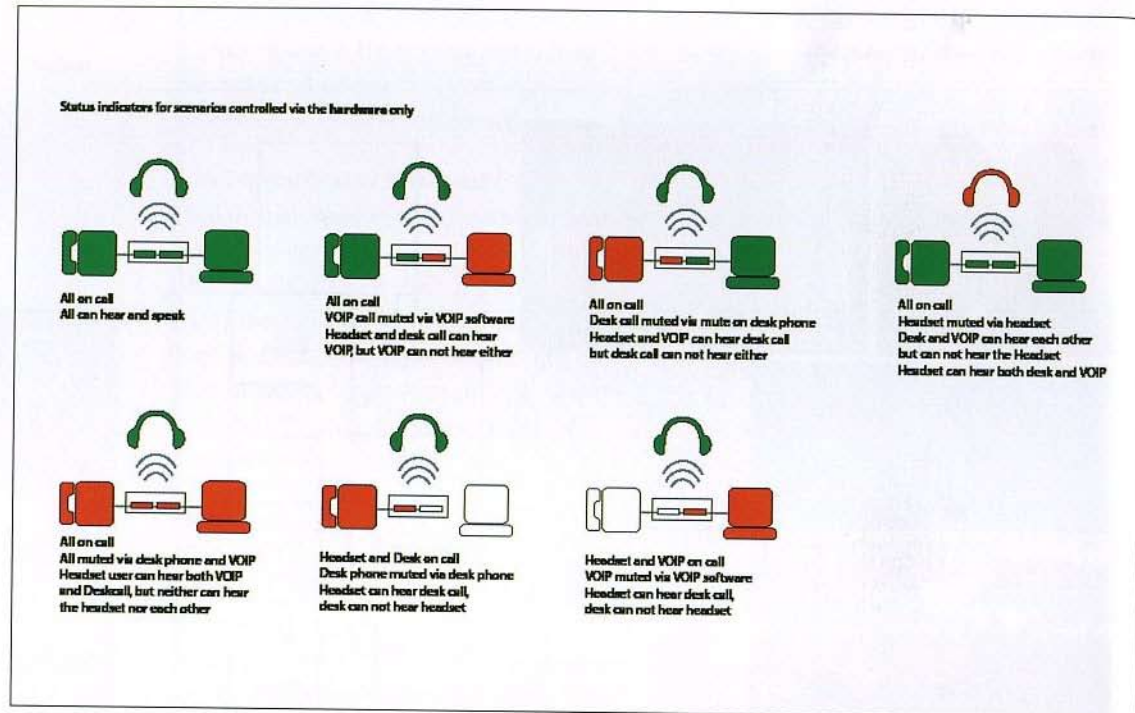 Status indicators for scenarios controlled via the hardware only
All on call
All can hear and speak
All on call
VOIP call muted via VOIP software
Headset and desk call can hear
VOIP, but VOIP can not hear either
All on call
Desk call muted via mute on desk phone
Headset and VOIP can hear desk call
but desk call can not hear either
All on call
Headset muted via headset
Desk and VOIP can hear each other
but can not hear the Headset
Headset can hear both desk and VOIP
All on call
All muted via desk phone and VOIP
Headset user can hear both VOIP
and Deskcall, but neither can hear
the headset nor each other
Headset and Desk on call
Desk phone muted via desk phone
Headset can hear desk call,
desk can not hear headset
Headset and VOIP on call
VOIP muted via VOIP software
Headset can hear desk call,
desk can not hear headset